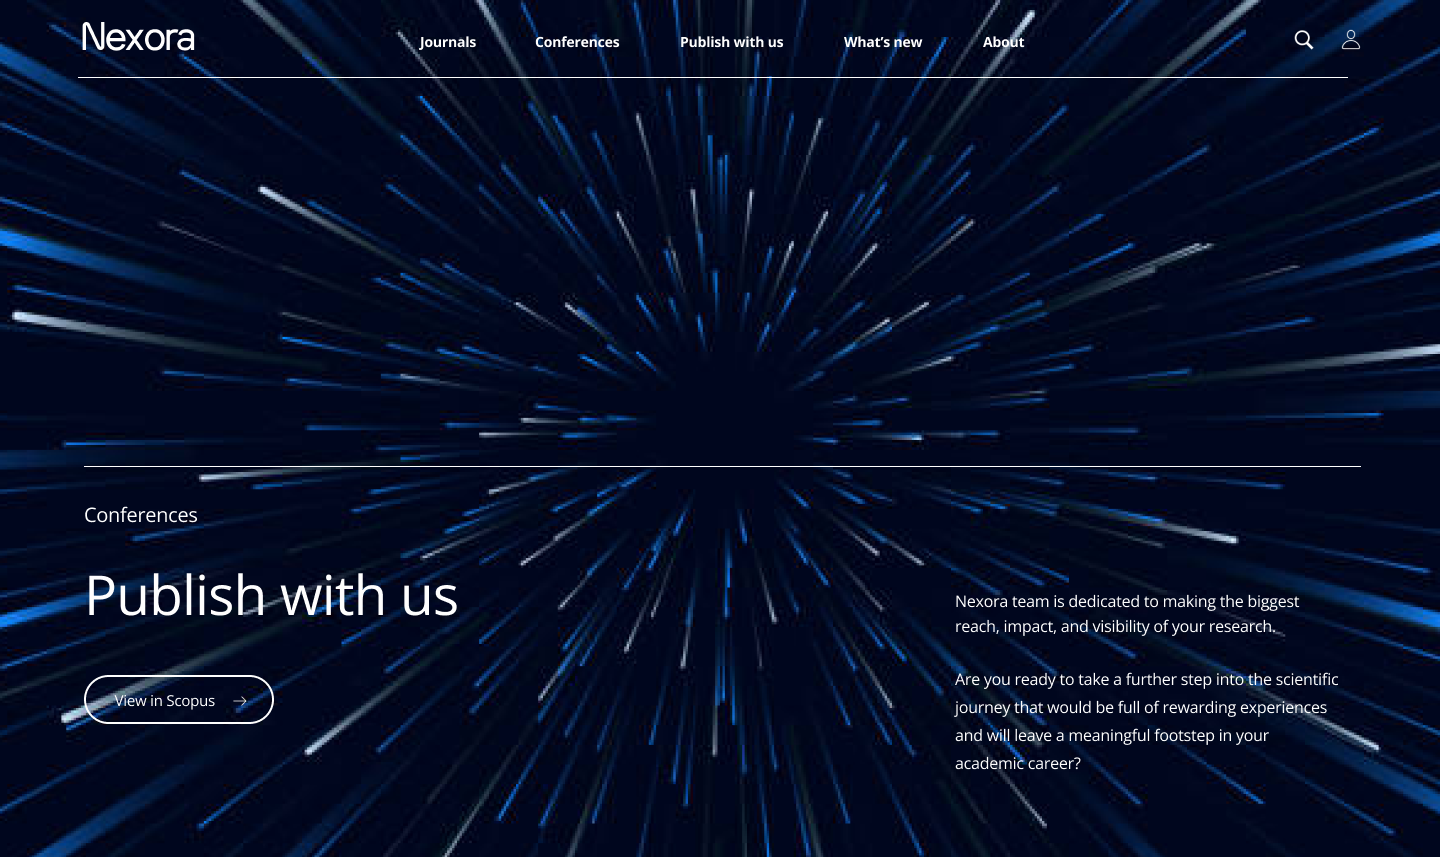 Nexora
Journals
Conferences
Publish with us
What’s new
About
Conferences
Publish with us
View in Scopus
Nexora team is dedicated to making the biggest
reach, impact, and visibility of your research.
Are you ready to take a further step into the scientific
journey that would be full of rewarding experiences
and will leave a meaningful footstep in your
academic career?